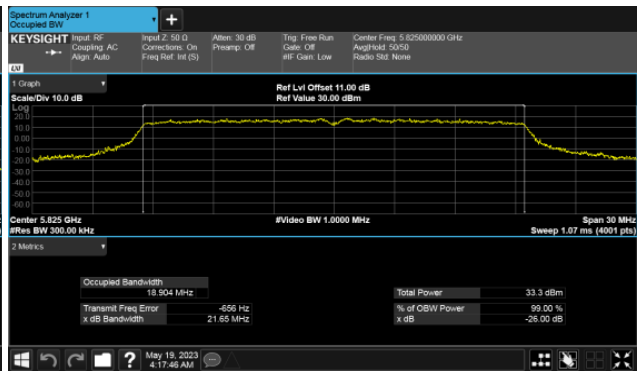 Spectrum Analyzer 1
Occupied BW
KEYSIGHT Input: RF Input Z: 50 Ω Atten: 30 dB Trig: Free Run Center Freq: 5.825000000 GHz
Coupling: AC Corrections: On Preamp: Off Gate: Off Avg|Hold: 50/50
Align: Auto Freq Ref: Int (S) #IF Gain: Low Radio Std: None
LXI
1 Graph
Ref Lvl Offset 11.00 dB
Scale/Div 10.0 dB Ref Value 30.00 dBm
Log
20.0
10.0
0.00
-10.0
-20.0
-30.0
-40.0
-50.0
-60.0
Center 5.825 GHz #Video BW 1.0000 MHz Span 30 MHz
#Res BW 300.00 kHz Sweep 1.07 ms (4001 pts)
2 Metrics
Occupied Bandwidth
18.904 MHz Total Power 33.3 dBm
Transmit Freq Error -656 Hz % of OBW Power 99.00 %
x dB Bandwidth 21.65 MHz x dB -26.00 dB
? May 19, 2023
4:17:46 AM